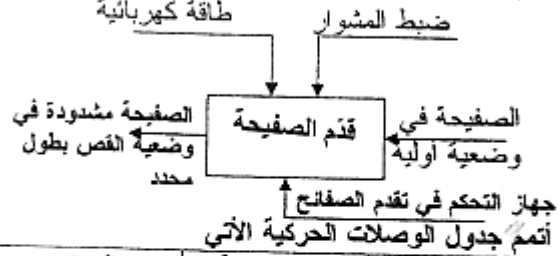 طاقة كهربائية
ضبط المشوار
الصفيحة في
وضعية أولية
قدّم الصفيحة
الصفيحة مشدودة في
وضعية القص بطول
محدد
جهاز التحكم في تقدم الصفائح
أتمم جدول الوصلات الحركية الآتي